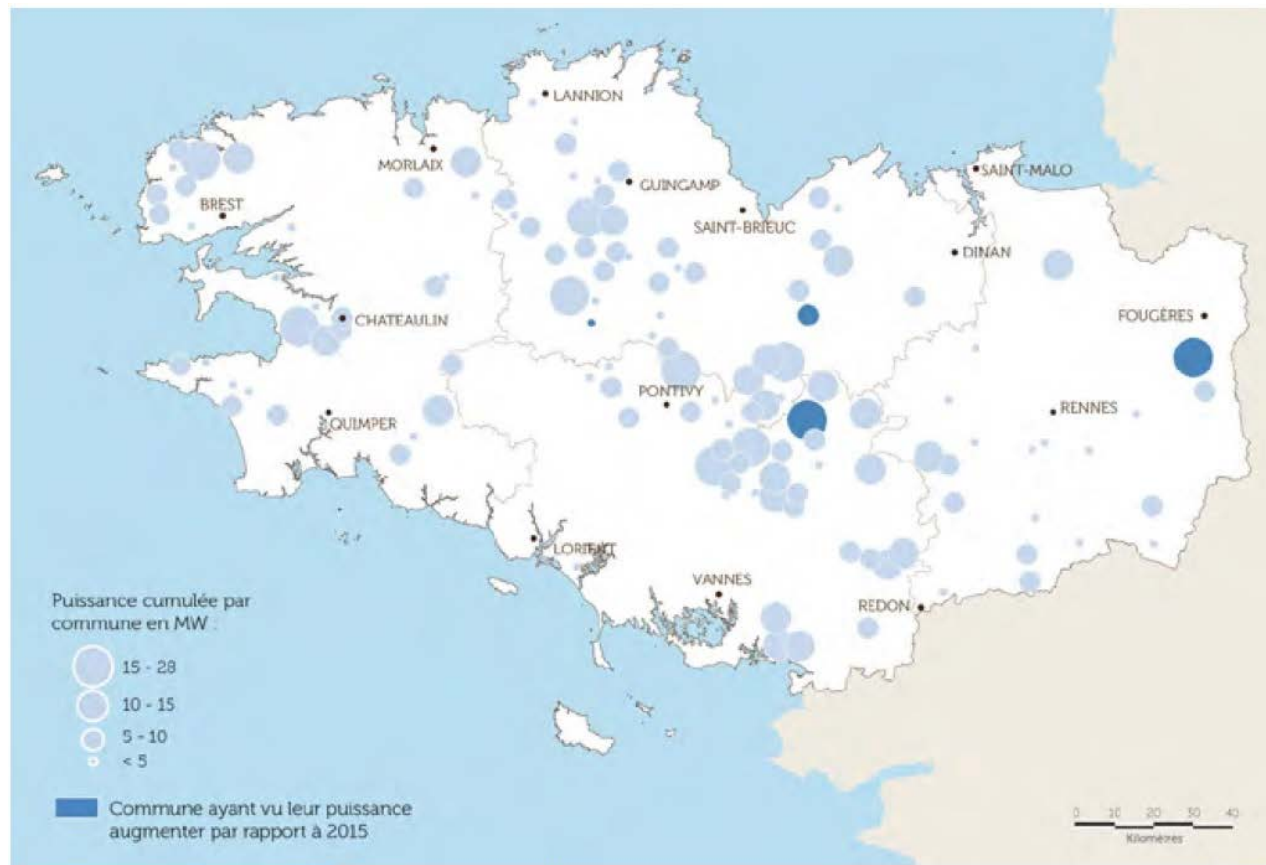 LANNION
MORLAIX
SAINT-MALO
GUINGAMP
BREST
SAINT-BRIEUC
DINAN
CHATEAULIN
FOUGÈRES
PONTIVY
RENNES
QUIMPER
LORIENT
VANNES
REDON
Puissance cumulée par
commune en MW :
15 - 28
10 - 15
5 - 10
< 5
Commune ayant vu leur puissance
augmenter par rapport à 2015
0 10 20 30 40
Kilomètres